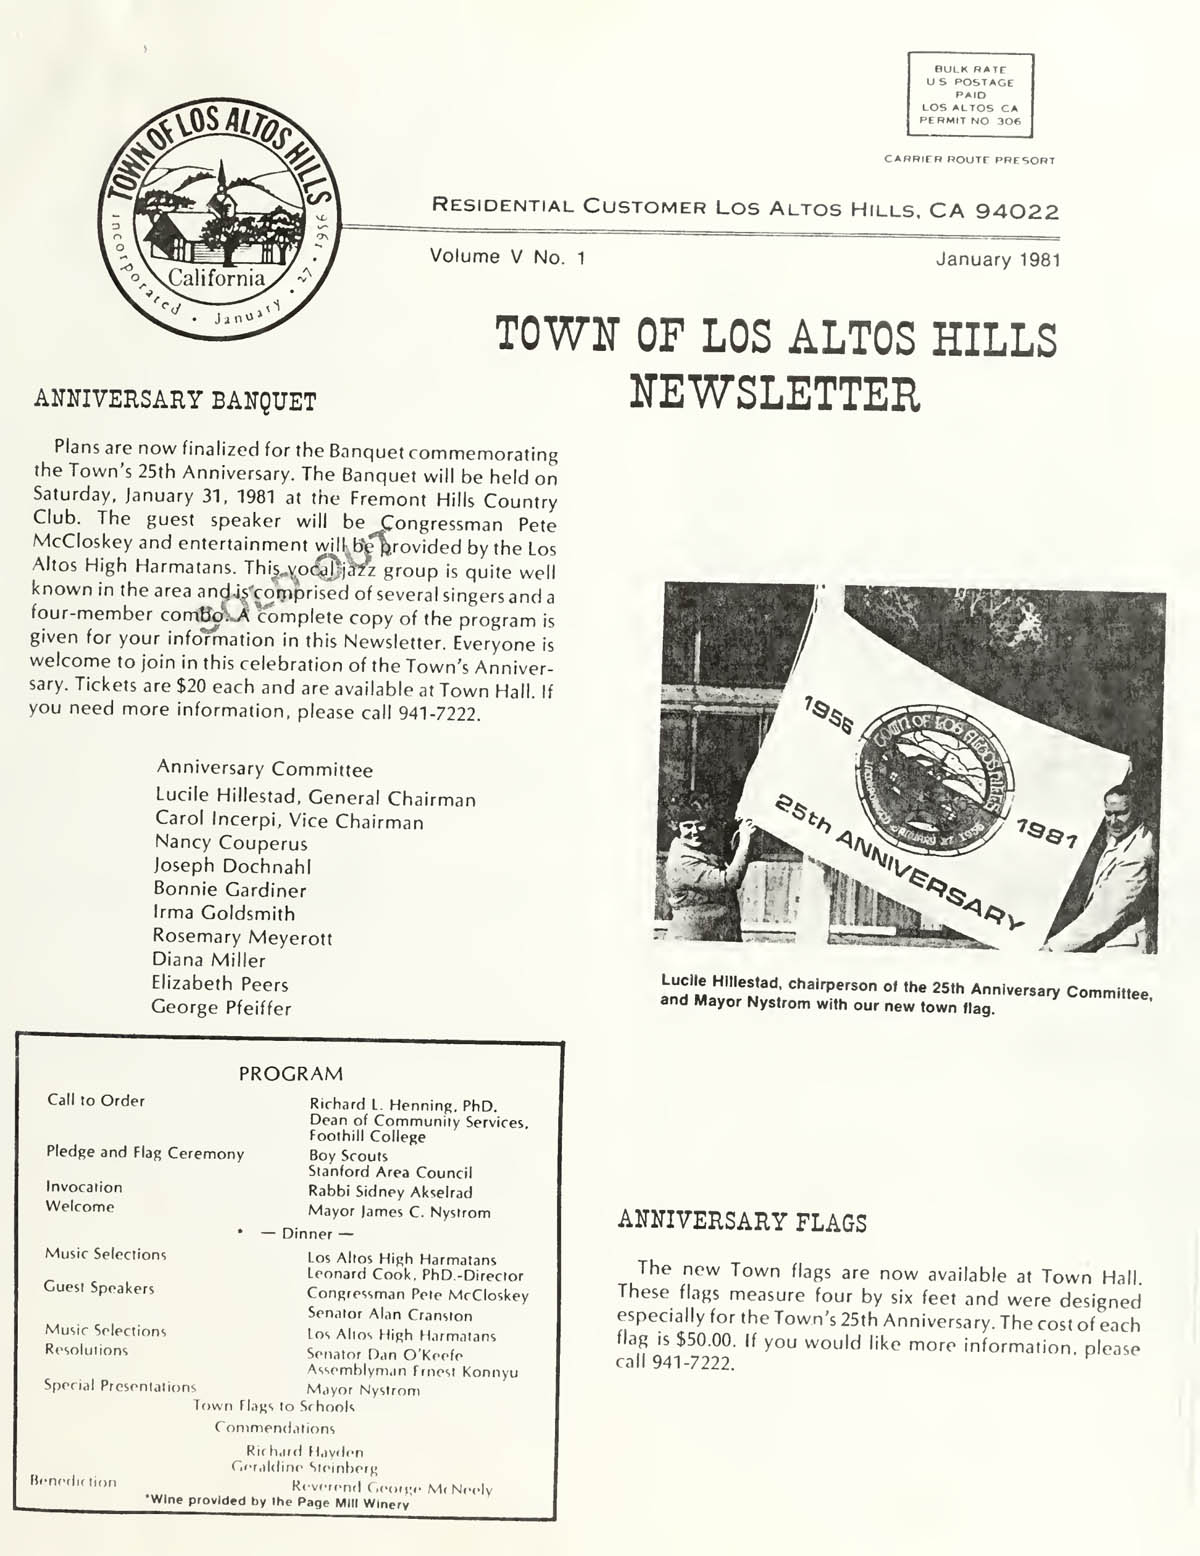 BULK RATE
U S POSTAGE
PAID
LOS ALTOS CA
PERMIT NO 306
CARRIER ROUTE PRESORT
TOWN OF LOS ALTOS HILLS
California
Incorporated • January • 27 • 1956
RESIDENTIAL CUSTOMER LOS ALTOS HILLS, CA 94022
Volume V No. 1 January 1981
TOWN OF LOS ALTOS HILLS
NEWSLETTER
ANNIVERSARY BANQUET
Plans are now finalized for the Banquet commemorating
the Town's 25th Anniversary. The Banquet will be held on
Saturday, January 31, 1981 at the Fremont Hills Country
Club. The guest speaker will be Congressman Pete
McCloskey and entertainment will be provided by the Los
Altos High Harmatans. This vocal jazz group is quite well
known in the area and is comprised of several singers and a
four-member combo. A complete copy of the program is
given for your information in this Newsletter. Everyone is
welcome to join in this celebration of the Town's Anniver-
sary. Tickets are $20 each and are available at Town Hall. If
you need more information, please call 941-7222.
SOLD OUT
Anniversary Committee
Lucile Hillestad, General Chairman
Carol Incerpi, Vice Chairman
Nancy Couperus
Joseph Dochnahl
Bonnie Gardiner
Irma Goldsmith
Rosemary Meyerott
Diana Miller
Elizabeth Peers
George Pfeiffer
PROGRAM
Call to Order Richard L. Henning, PhD.
Dean of Community Services,
Foothill College
Pledge and Flag Ceremony Boy Scouts
Stanford Area Council
Invocation Rabbi Sidney Akselrad
Welcome Mayor James C. Nystrom
* — Dinner —
Music Selections Los Altos High Harmatans
Leonard Cook, PhD.-Director
Guest Speakers Congressman Pete McCloskey
Senator Alan Cranston
Music Selections Los Altos High Harmatans
Resolutions Senator Dan O'Keefe
Assemblyman Ernest Konnyu
Special Presentations Mayor Nystrom
Town Flags to Schools
Commendations
Richard Hayden
Geraldine Steinberg
Benediction Reverend George McNeely
*Wine provided by the Page Mill Winery
1956
TOWN OF LOS ALTOS HILLS
JANUARY 27 1956
1981
25th ANNIVERSARY
Lucile Hillestad, chairperson of the 25th Anniversary Committee,
and Mayor Nystrom with our new town flag.
ANNIVERSARY FLAGS
The new Town flags are now available at Town Hall.
These flags measure four by six feet and were designed
especially for the Town's 25th Anniversary. The cost of each
flag is $50.00. If you would like more information, please
call 941-7222.